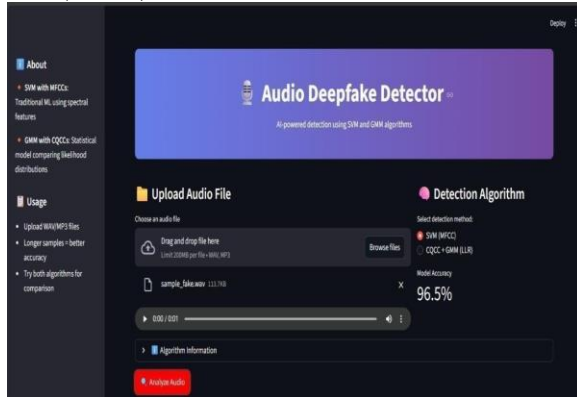 Deploy
About
SVM with MFCCs:
Traditional ML using spectral
features
GMM with CQCCs: Statistical
model comparing likelihood
distributions
Usage
Upload WAV/MP3 files
Longer samples = better
accuracy
Try both algorithms for
comparison
Audio Deepfake Detector
AI-powered detection using SVM and GMM algorithms
Upload Audio File
Choose an audio file
Drag and drop file here
Limit 200MB per file • WAV, MP3
Browse files
sample_fake.wav 113.7KB
0:00 / 0:01
Algorithm Information
Analyze Audio
Detection Algorithm
Select detection method:
SVM (MFCC)
CQCC + GMM (LLR)
Model Accuracy
96.5%